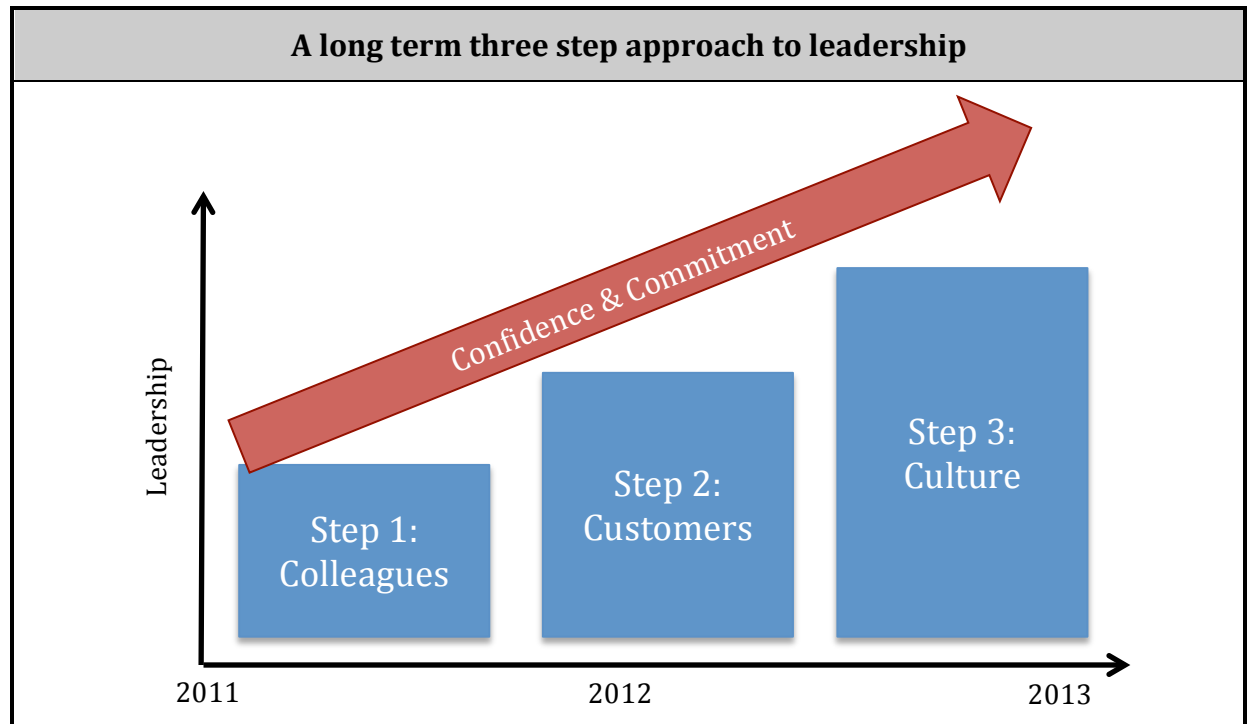 A long term three step approach to leadership
Confidence & Commitment
Leadership
Step 1:
Colleagues
Step 2:
Customers
Step 3:
Culture
2011
2012
2013